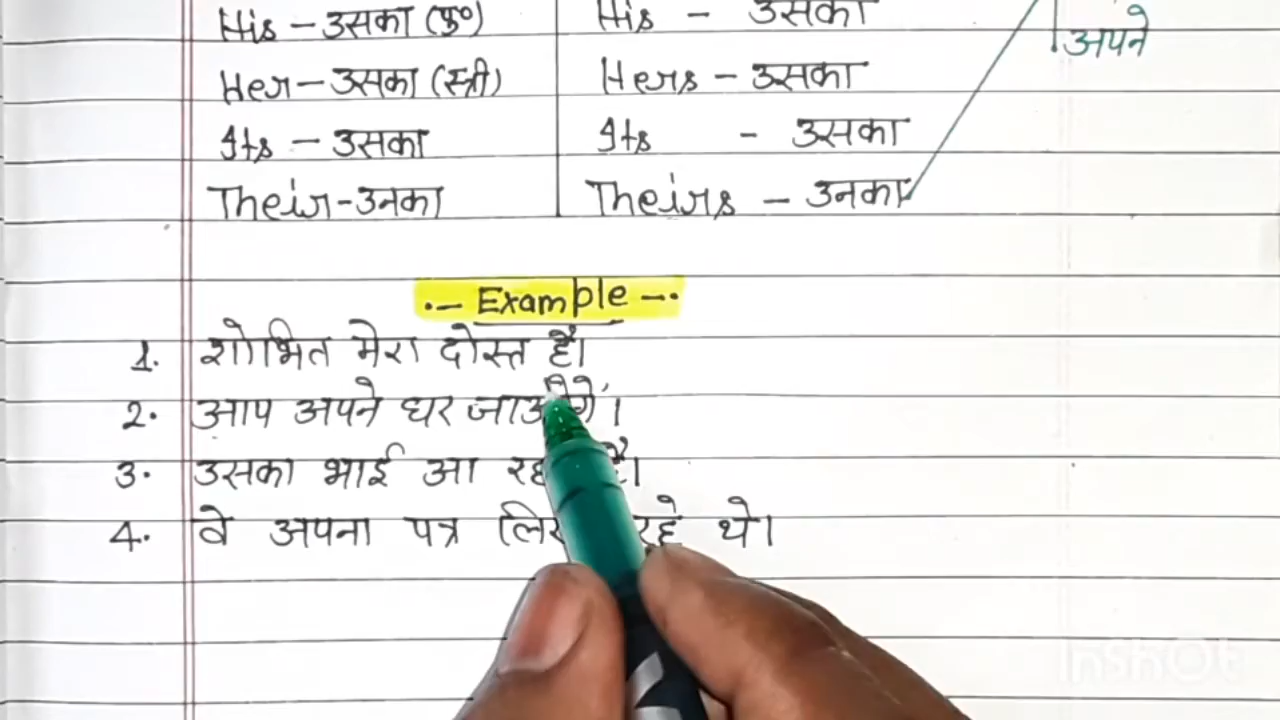 His – उसका (पु०) His – उसका
अपने
Her – उसका (स्त्री) Hers – उसका
Its – उसका Its - उसका
Their - उनका Theirs – उनका
.– Example –.
1. शोभित मेरा दोस्त है।
2. आप अपने घर
3. उसका भाई आ है।
4. वे अपना पत्र रहे थे।
InshOt